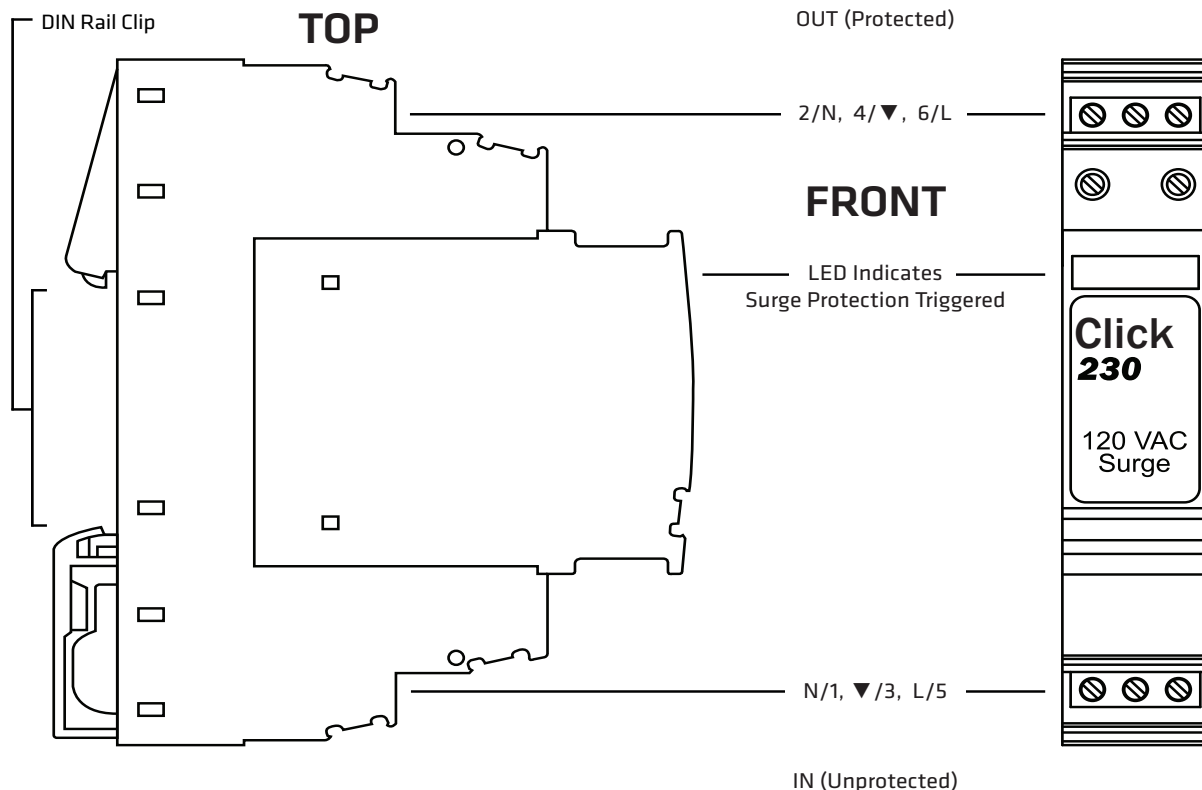 DIN Rail Clip
TOP
OUT (Protected)
2/N, 4/▼, 6/L
FRONT
LED Indicates
Surge Protection Triggered
Click
230
120 VAC
Surge
N/1, ▼/3, L/5
IN (Unprotected)